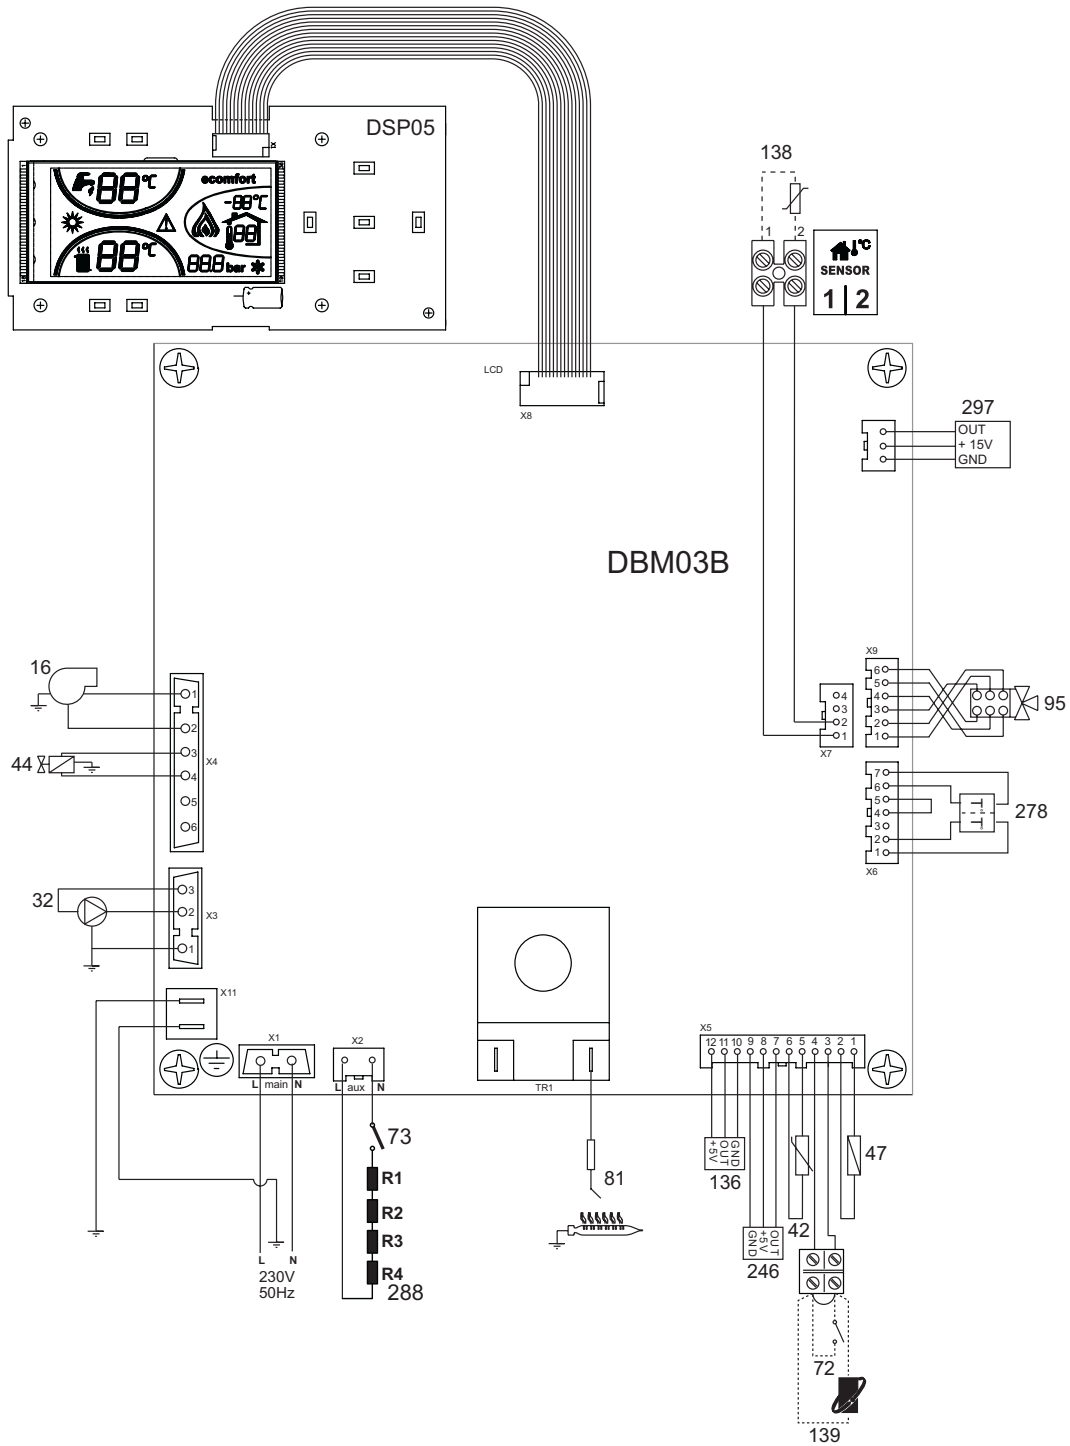 DSP05
88°C
ecomfort
-88°C
88
88°C
88.8 bar
138
1 2
°C
SENSOR
1 | 2
LCD
X8
297
OUT
+ 15V
GND
DBM03B
16
1
2
3
4
5
6
X4
44
X9
6
5
4
3
2
1
95
4
3
2
1
X7
7
6
5
4
3
2
1
X6
278
32
3
2
1
X3
X11
X1
L main N
X2
L aux N
TR1
X5
12 11 10 9 8 7 6 5 4 3 2 1
73
R1
R2
R3
R4
288
L N
230V
50Hz
81
GND
OUT
+5V
136
OUT
+5V
GND
246
42
47
72
139